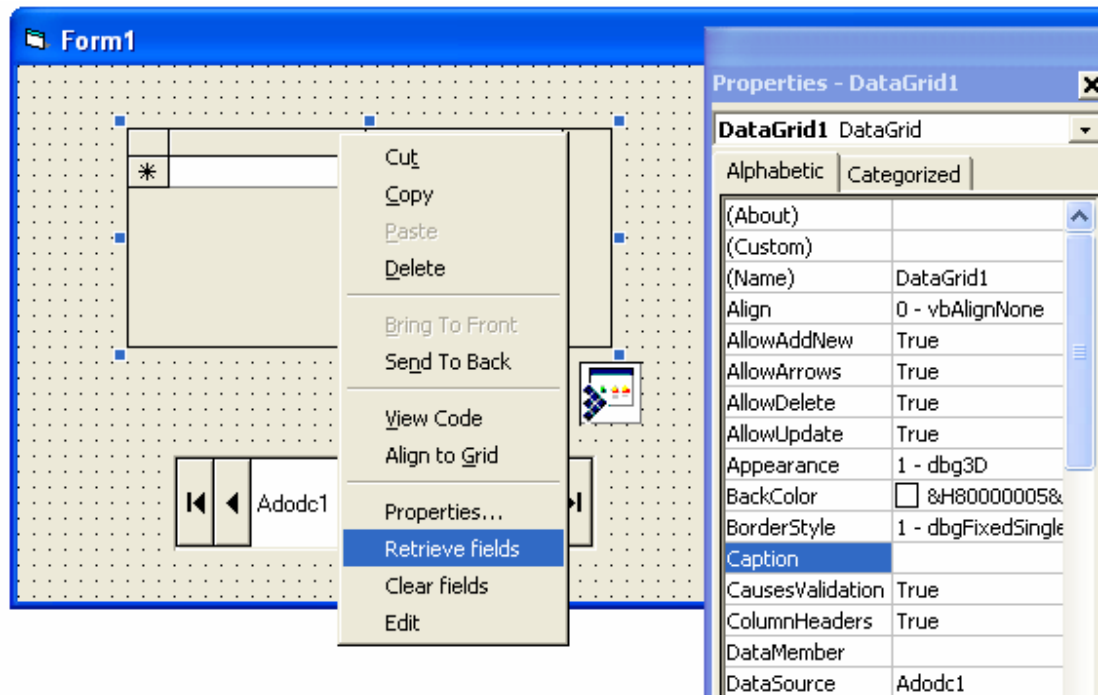 Form1
*
Adodc1
Cut
Copy
Paste
Delete
Bring To Front
Send To Back
View Code
Align to Grid
Properties...
Retrieve fields
Clear fields
Edit
Properties - DataGrid1
DataGrid1 DataGrid
Alphabetic Categorized
(About)
(Custom)
(Name) DataGrid1
Align 0 - vbAlignNone
AllowAddNew True
AllowArrows True
AllowDelete True
AllowUpdate True
Appearance 1 - dbg3D
BackColor &H80000005&
BorderStyle 1 - dbgFixedSingle
Caption
CausesValidation True
ColumnHeaders True
DataMember
DataSource Adodc1